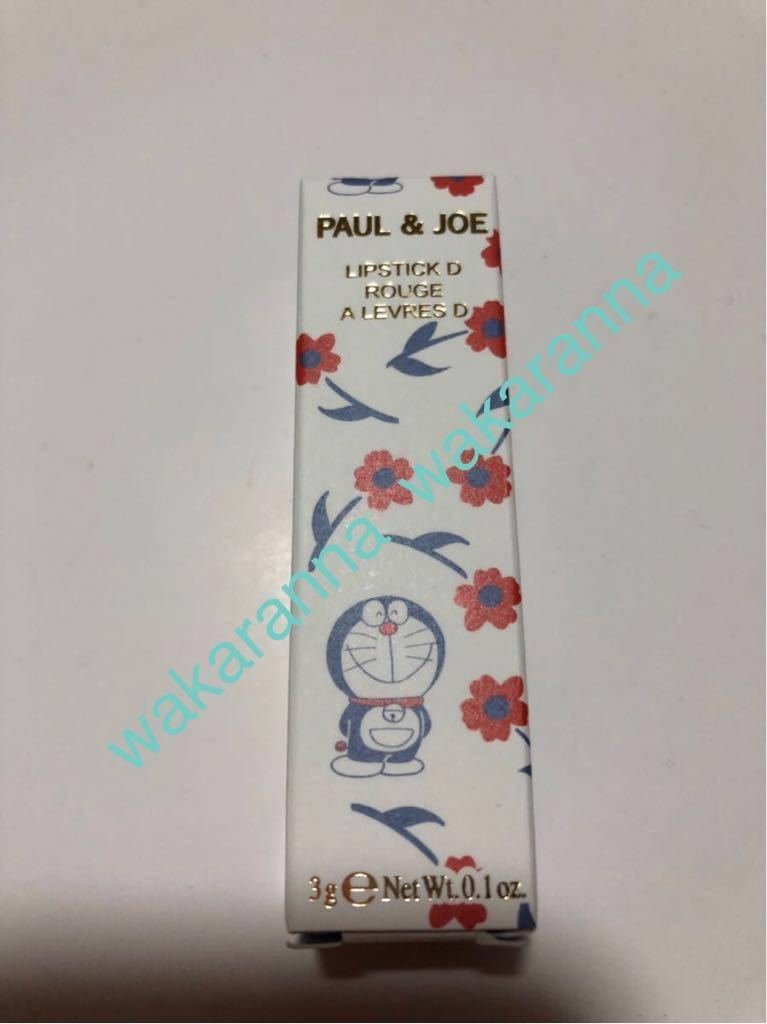 PAUL & JOE
LIPSTICK D
ROUGE
A LEVRES D
wakaranna wakaranna
3g ℮ Net Wt. 0.1 oz.